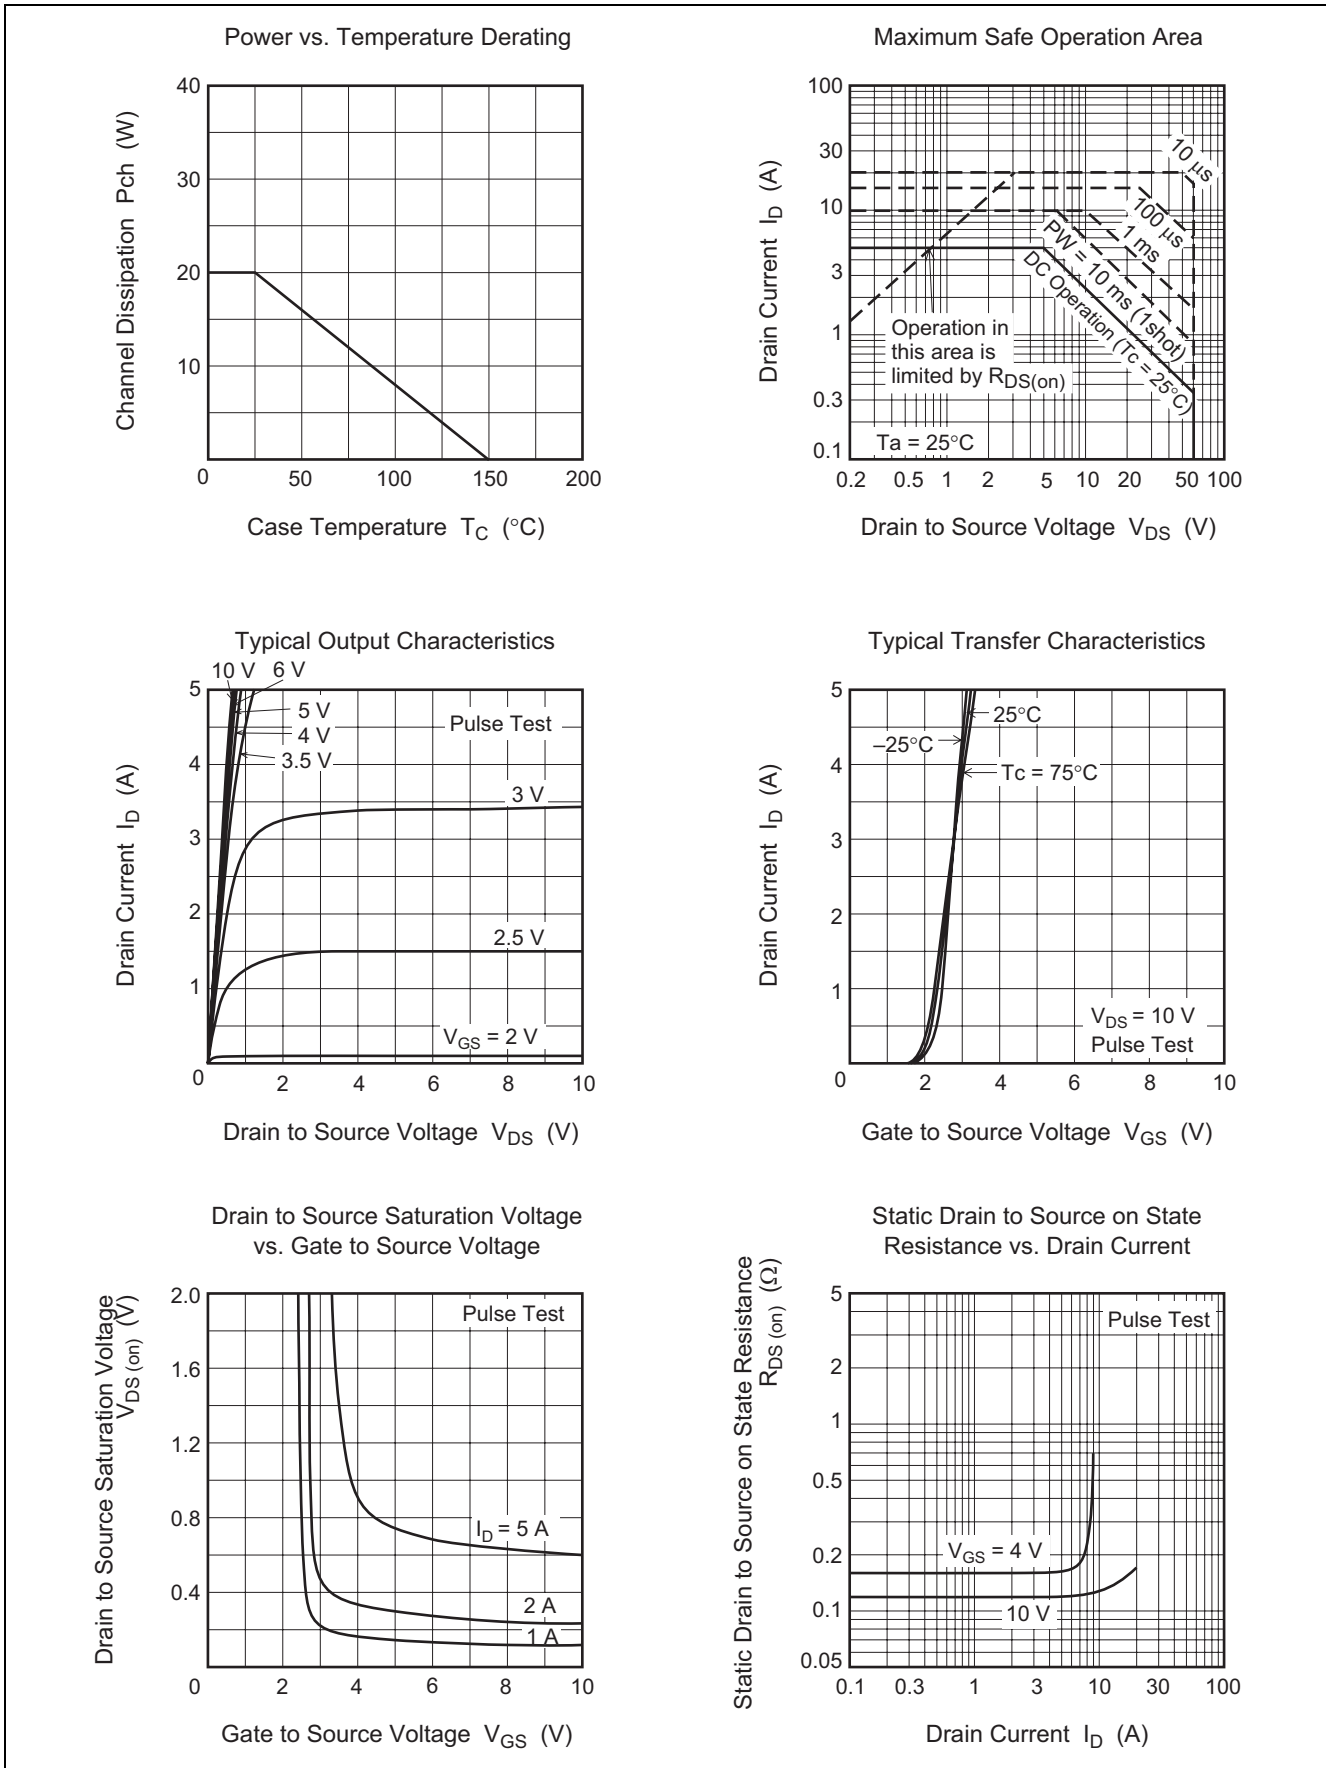 Power vs. Temperature Derating
40
30
20
10
0
50
100
150
200
Channel Dissipation Pch (W)
Case Temperature TC (°C)
Maximum Safe Operation Area
100
30
10
3
1
0.3
0.1
0.2 0.5 1 2 5 10 20 50 100
Drain Current ID (A)
10 μs
100 μs
1 ms
PW = 10 ms (1shot)
DC Operation (Tc = 25°C)
Operation in
this area is
limited by RDS(on)
Ta = 25°C
Drain to Source Voltage VDS (V)
Typical Output Characteristics
10 V 6 V
5 V
4 V
3.5 V
Pulse Test
3 V
2.5 V
VGS = 2 V
5
4
3
2
1
0 2 4 6 8 10
Drain Current ID (A)
Drain to Source Voltage VDS (V)
Typical Transfer Characteristics
25°C
–25°C
Tc = 75°C
VDS = 10 V
Pulse Test
5
4
3
2
1
0 2 4 6 8 10
Drain Current ID (A)
Gate to Source Voltage VGS (V)
Drain to Source Saturation Voltage
vs. Gate to Source Voltage
2.0
1.6
1.2
0.8
0.4
0 2 4 6 8 10
Pulse Test
ID = 5 A
2 A
1 A
Drain to Source Saturation Voltage
VDS (on) (V)
Gate to Source Voltage VGS (V)
Static Drain to Source on State
Resistance vs. Drain Current
5
2
1
0.5
0.2
0.1
0.05
0.1 0.3 1 3 10 30 100
Pulse Test
VGS = 4 V
10 V
Static Drain to Source on State Resistance
RDS (on) (Ω)
Drain Current ID (A)